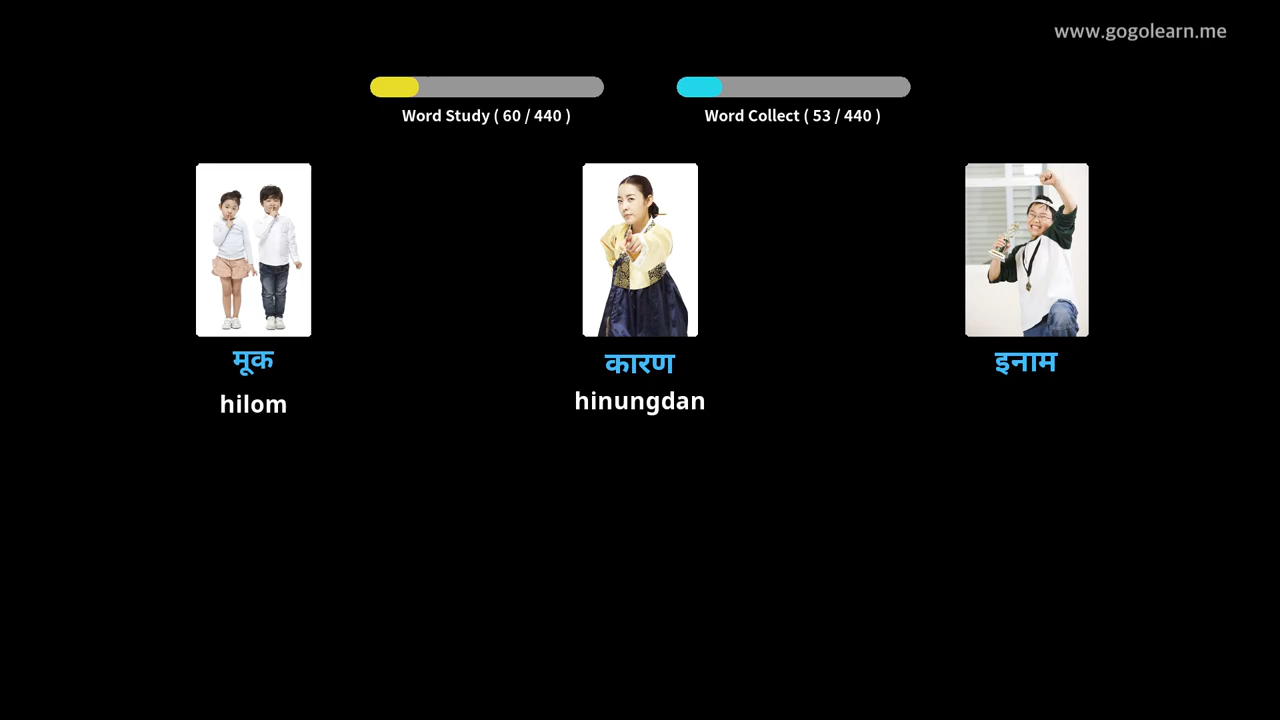 www.gogolearn.me
Word Study ( 60 / 440 )
Word Collect ( 53 / 440 )
मूक
कारण
इनाम
hilom
hinungdan